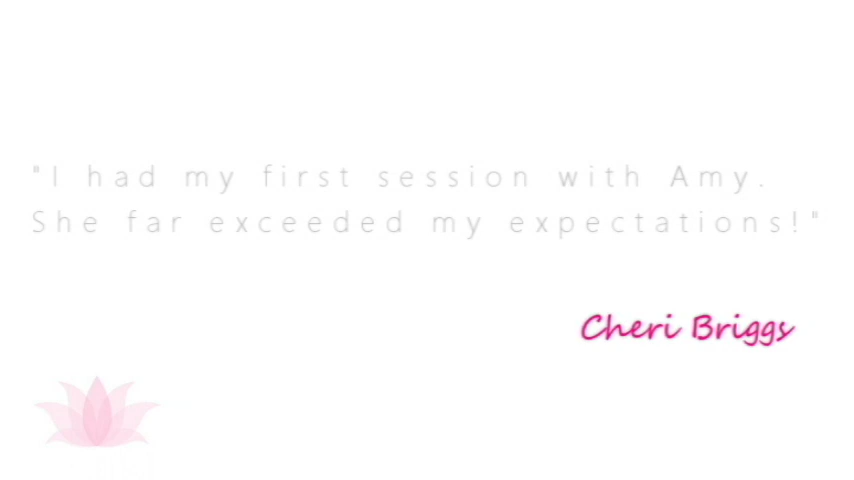 "I had my first session with Amy.
She far exceeded my expectations!"
Cheri Briggs